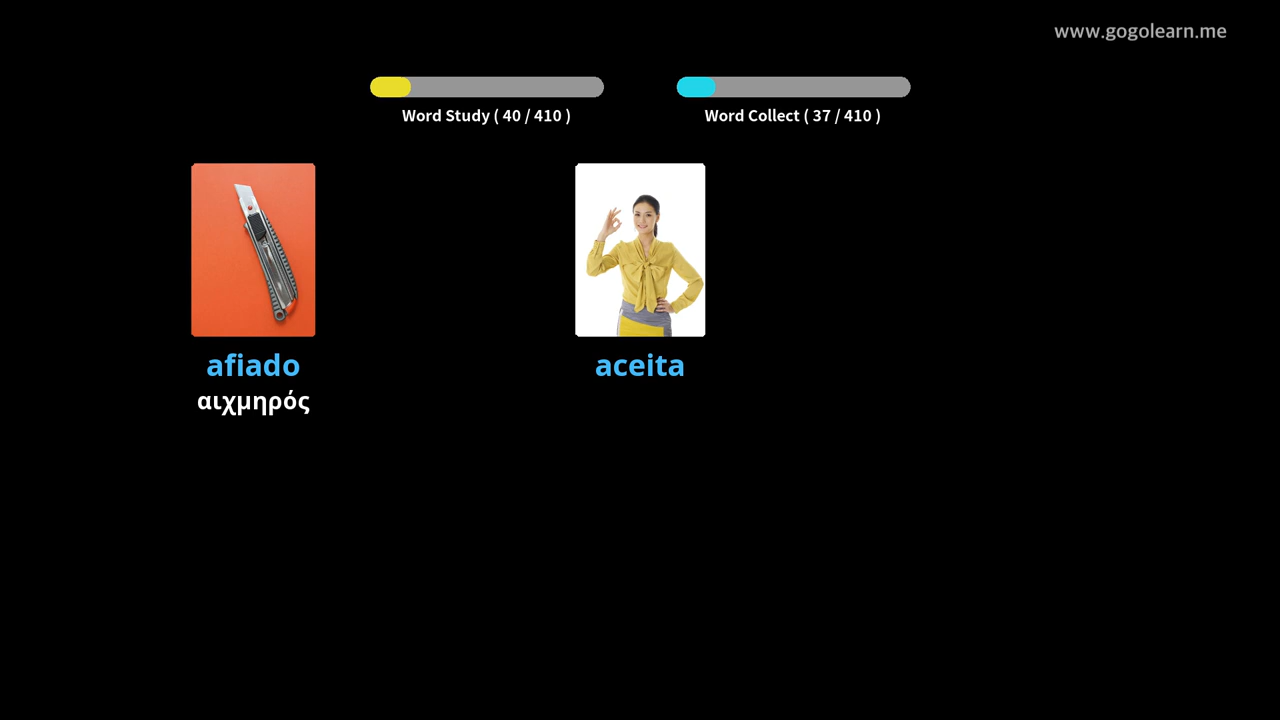 www.gogolearn.me
Word Study ( 40 / 410 )
Word Collect ( 37 / 410 )
afiado
αιχμηρός
aceita